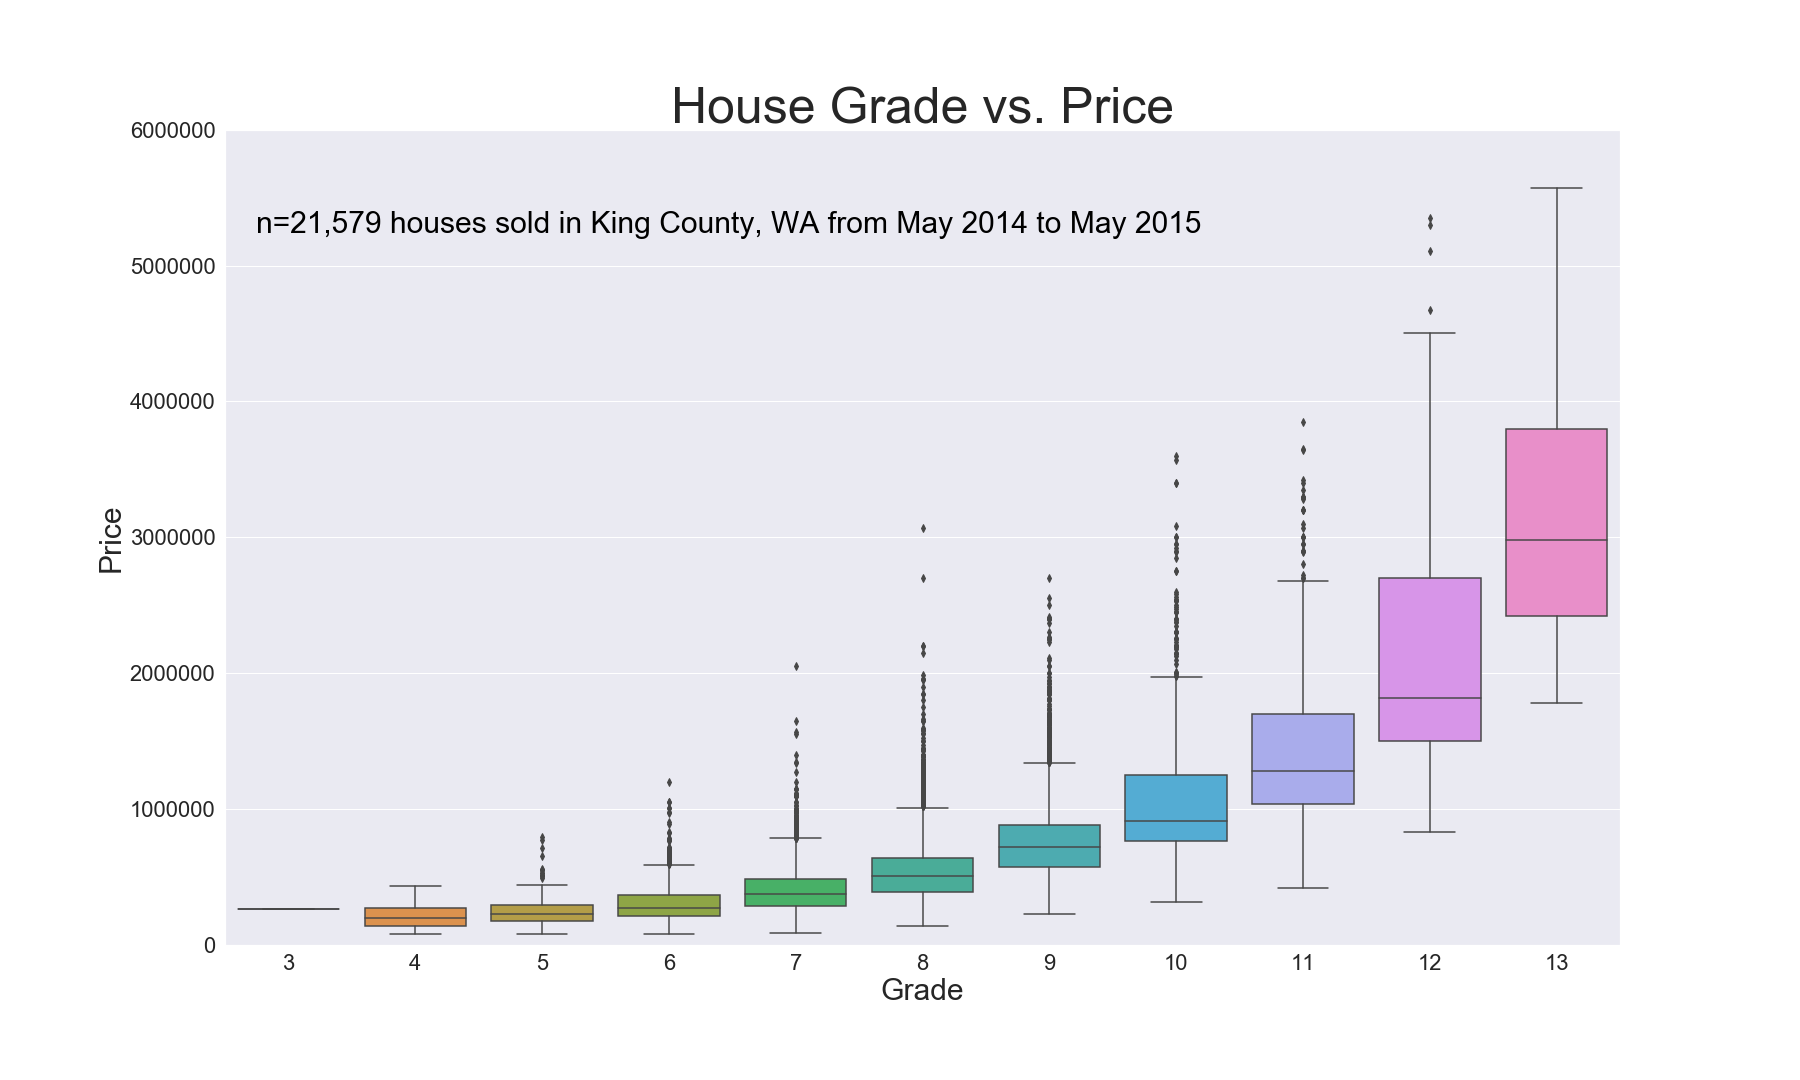 House Grade vs. Price
6000000
n=21,579 houses sold in King County, WA from May 2014 to May 2015
5000000
4000000
Price
3000000
2000000
1000000
0
3 4 5 6 7 8 9 10 11 12 13
Grade